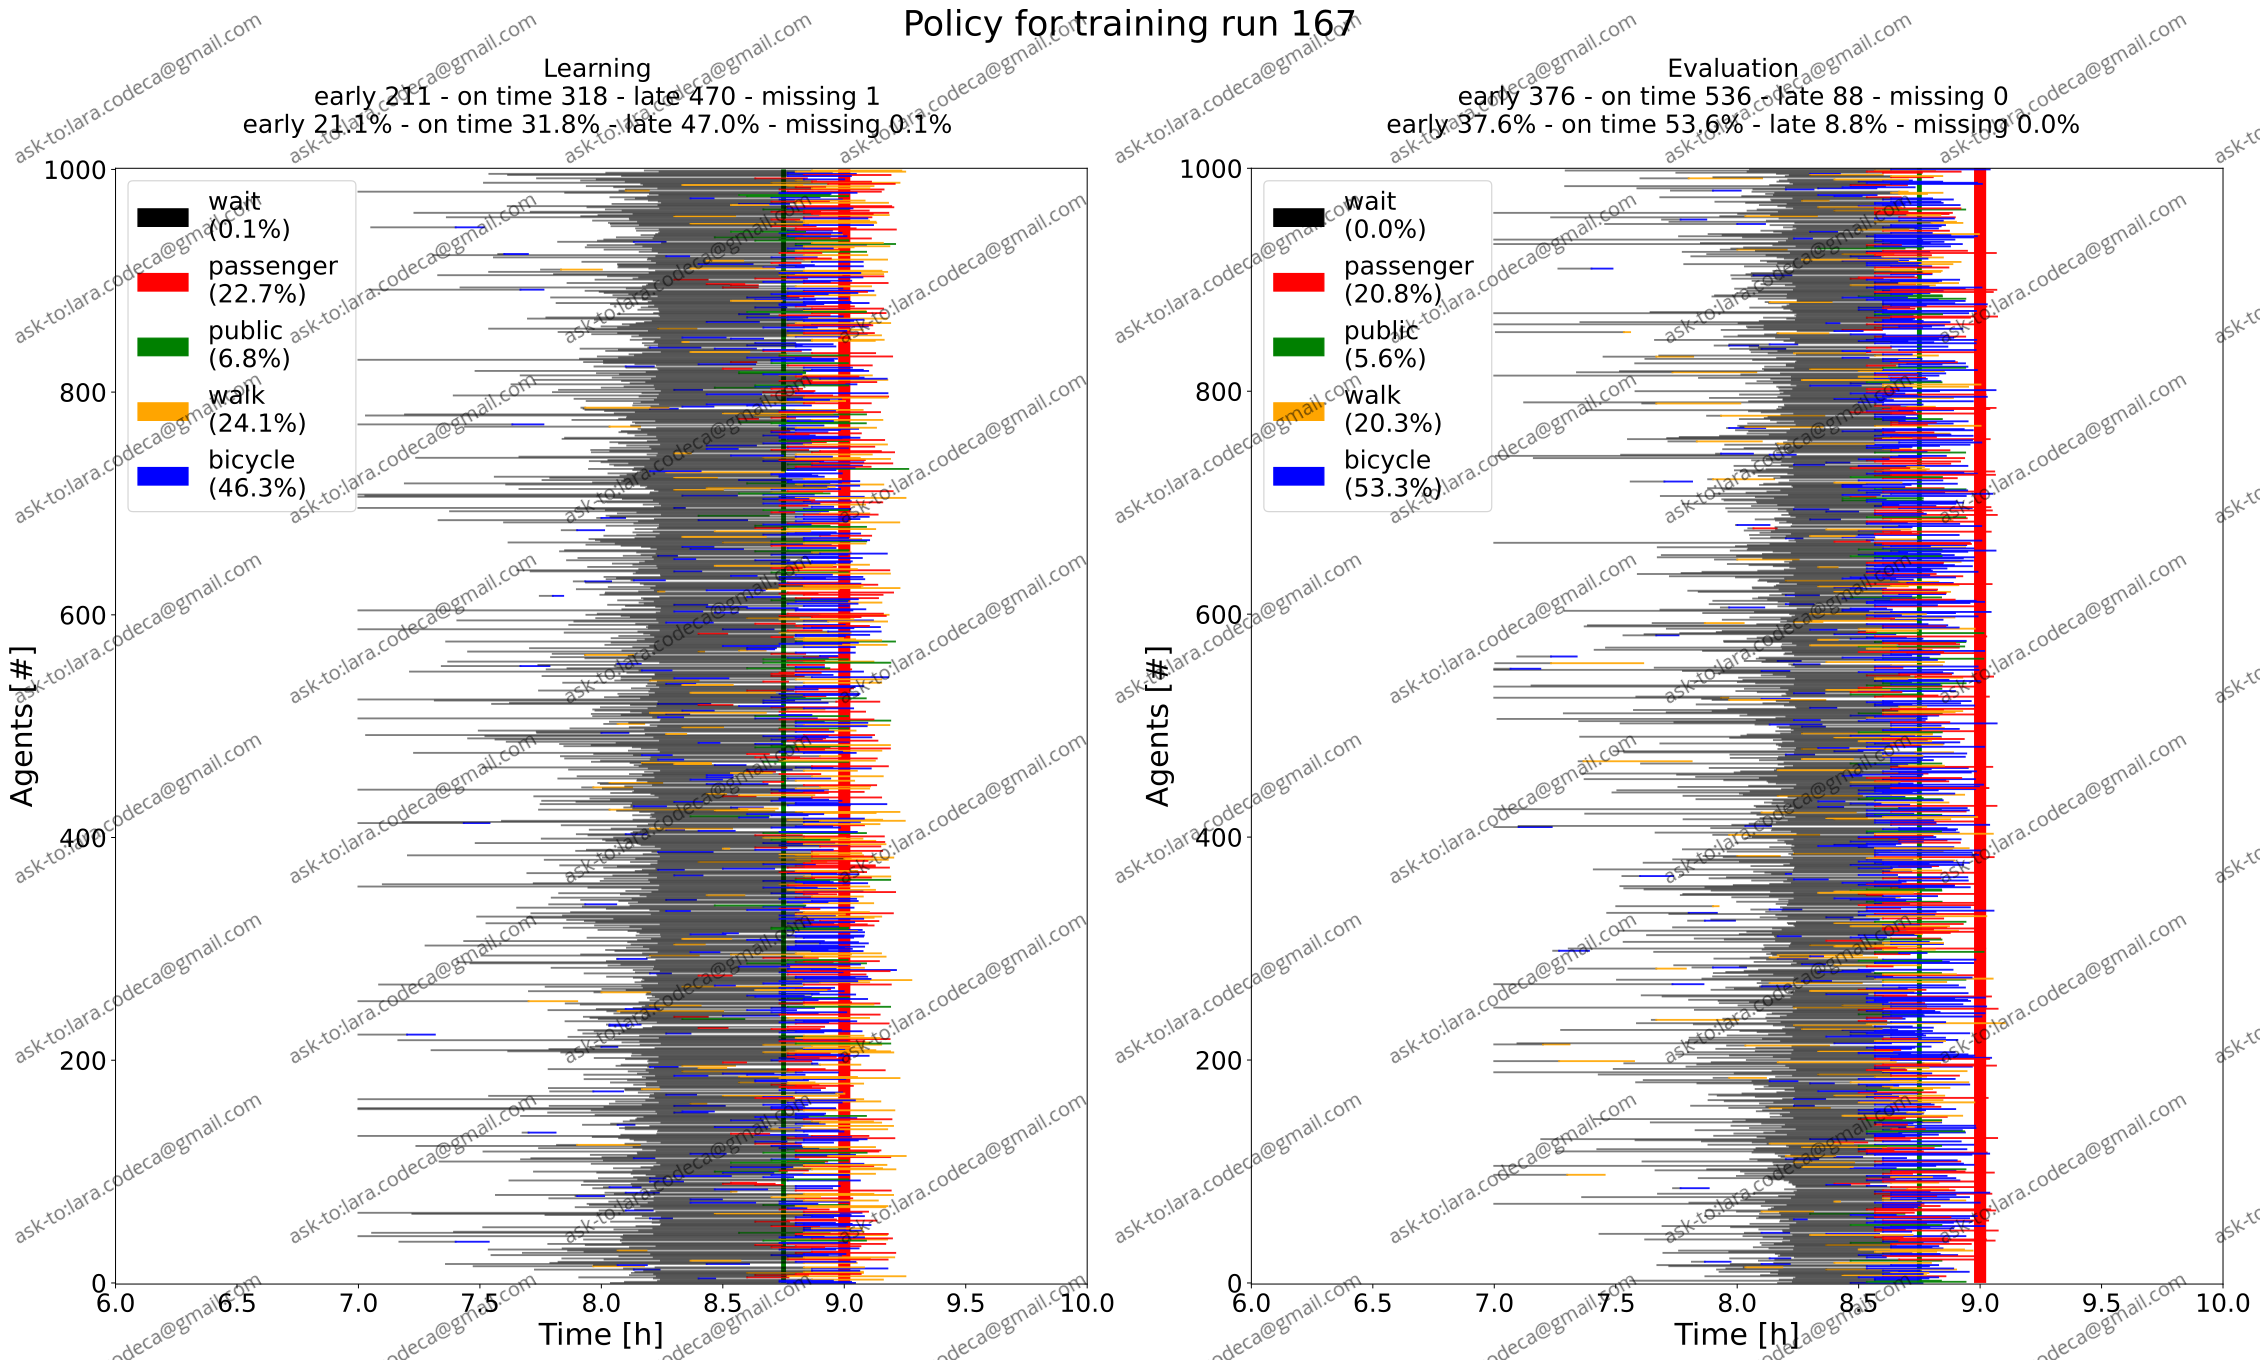 Policy for training run 167
Learning
early 211 - on time 318 - late 470 - missing 1
early 21.1% - on time 31.8% - late 47.0% - missing 0.1%
1000
800
600
400
200
0
Agents [#]
wait
(0.1%)
passenger
(22.7%)
public
(6.8%)
walk
(24.1%)
bicycle
(46.3%)
6.0 6.5 7.0 7.5 8.0 8.5 9.0 9.5 10.0
Time [h]
Evaluation
early 376 - on time 536 - late 88 - missing 0
early 37.6% - on time 53.6% - late 8.8% - missing 0.0%
1000
800
600
400
200
0
Agents [#]
wait
(0.0%)
passenger
(20.8%)
public
(5.6%)
walk
(20.3%)
bicycle
(53.3%)
6.0 6.5 7.0 7.5 8.0 8.5 9.0 9.5 10.0
Time [h]
ask-to:lara.codeca@gmail.com